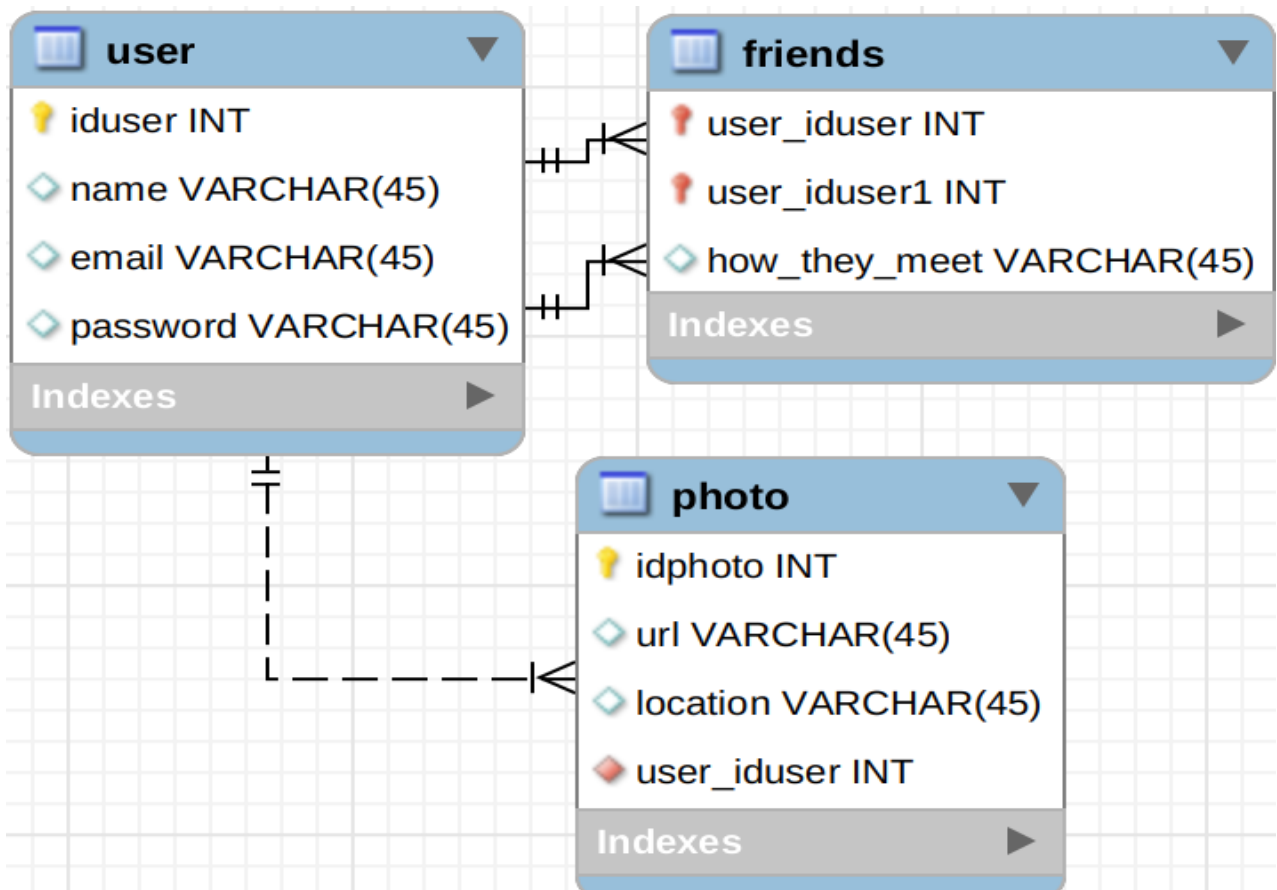 user
iduser INT
name VARCHAR(45)
email VARCHAR(45)
password VARCHAR(45)
Indexes
friends
user_iduser INT
user_iduser1 INT
how_they_meet VARCHAR(45)
Indexes
photo
idphoto INT
url VARCHAR(45)
location VARCHAR(45)
user_iduser INT
Indexes